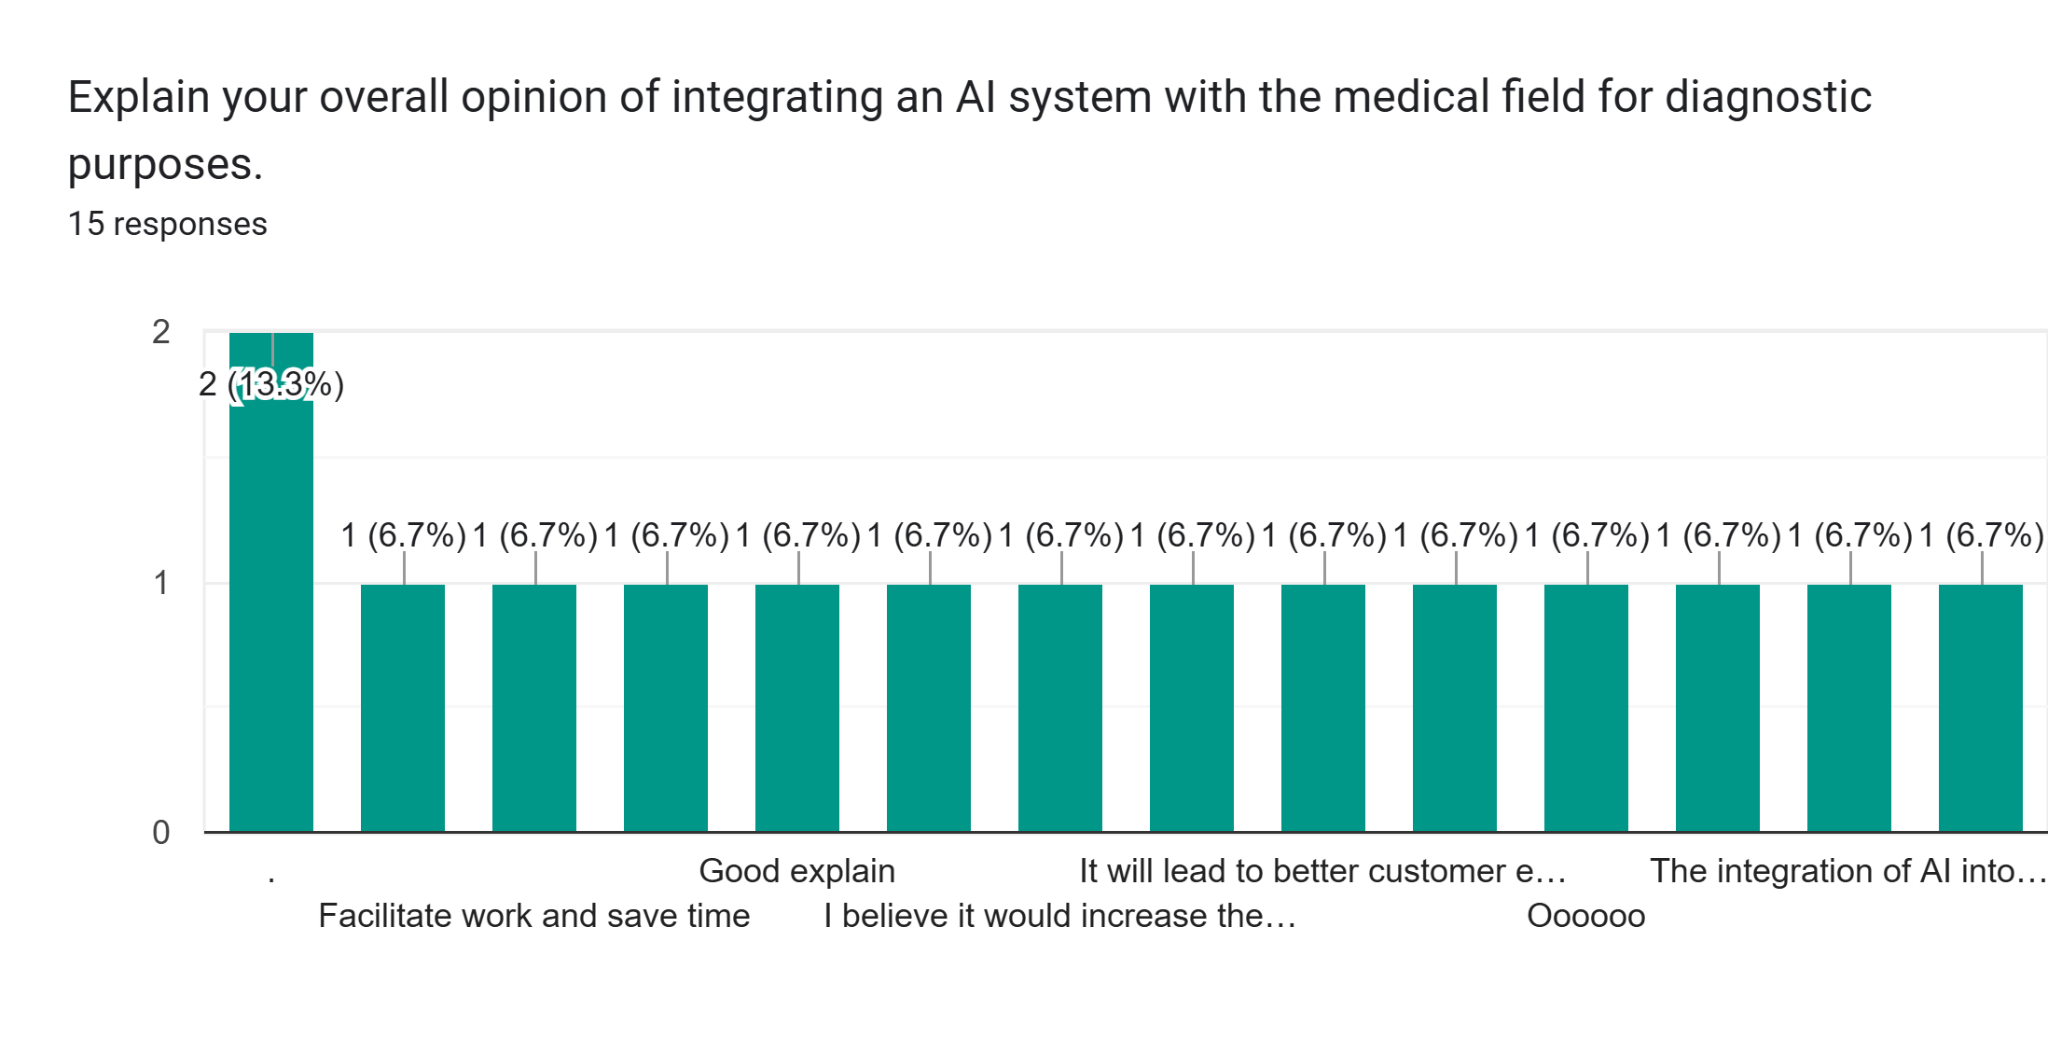 Explain your overall opinion of integrating an AI system with the medical field for diagnostic
purposes.
15 responses
2
2 (13.3%)
1 (6.7%) 1 (6.7%) 1 (6.7%) 1 (6.7%) 1 (6.7%) 1 (6.7%) 1 (6.7%) 1 (6.7%) 1 (6.7%) 1 (6.7%) 1 (6.7%) 1 (6.7%) 1 (6.7%)
1
0
. Good explain It will lead to better customer e… The integration of AI into…
Facilitate work and save time I believe it would increase the… Oooooo